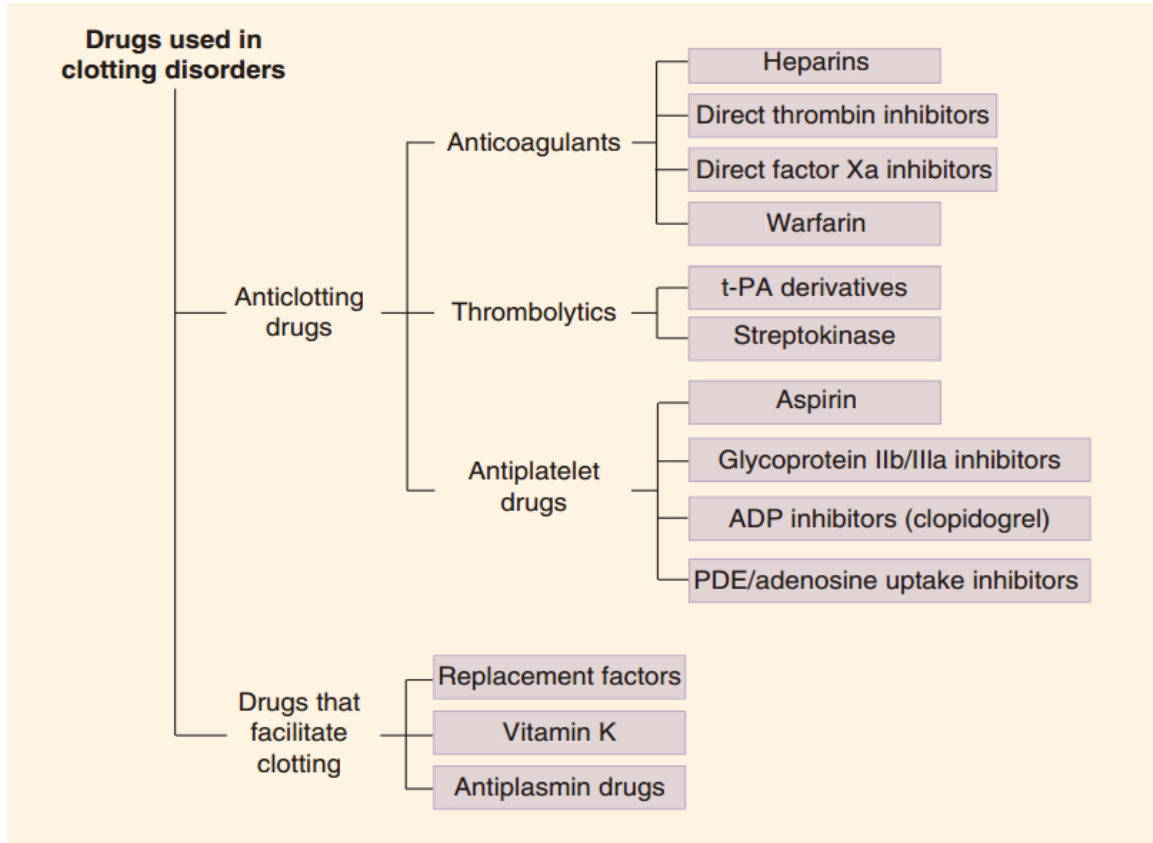 Drugs used in
clotting disorders
Anticlotting
drugs
Anticoagulants
Heparins
Direct thrombin inhibitors
Direct factor Xa inhibitors
Warfarin
Thrombolytics
t-PA derivatives
Streptokinase
Antiplatelet
drugs
Aspirin
Glycoprotein IIb/IIIa inhibitors
ADP inhibitors (clopidogrel)
PDE/adenosine uptake inhibitors
Drugs that
facilitate
clotting
Replacement factors
Vitamin K
Antiplasmin drugs